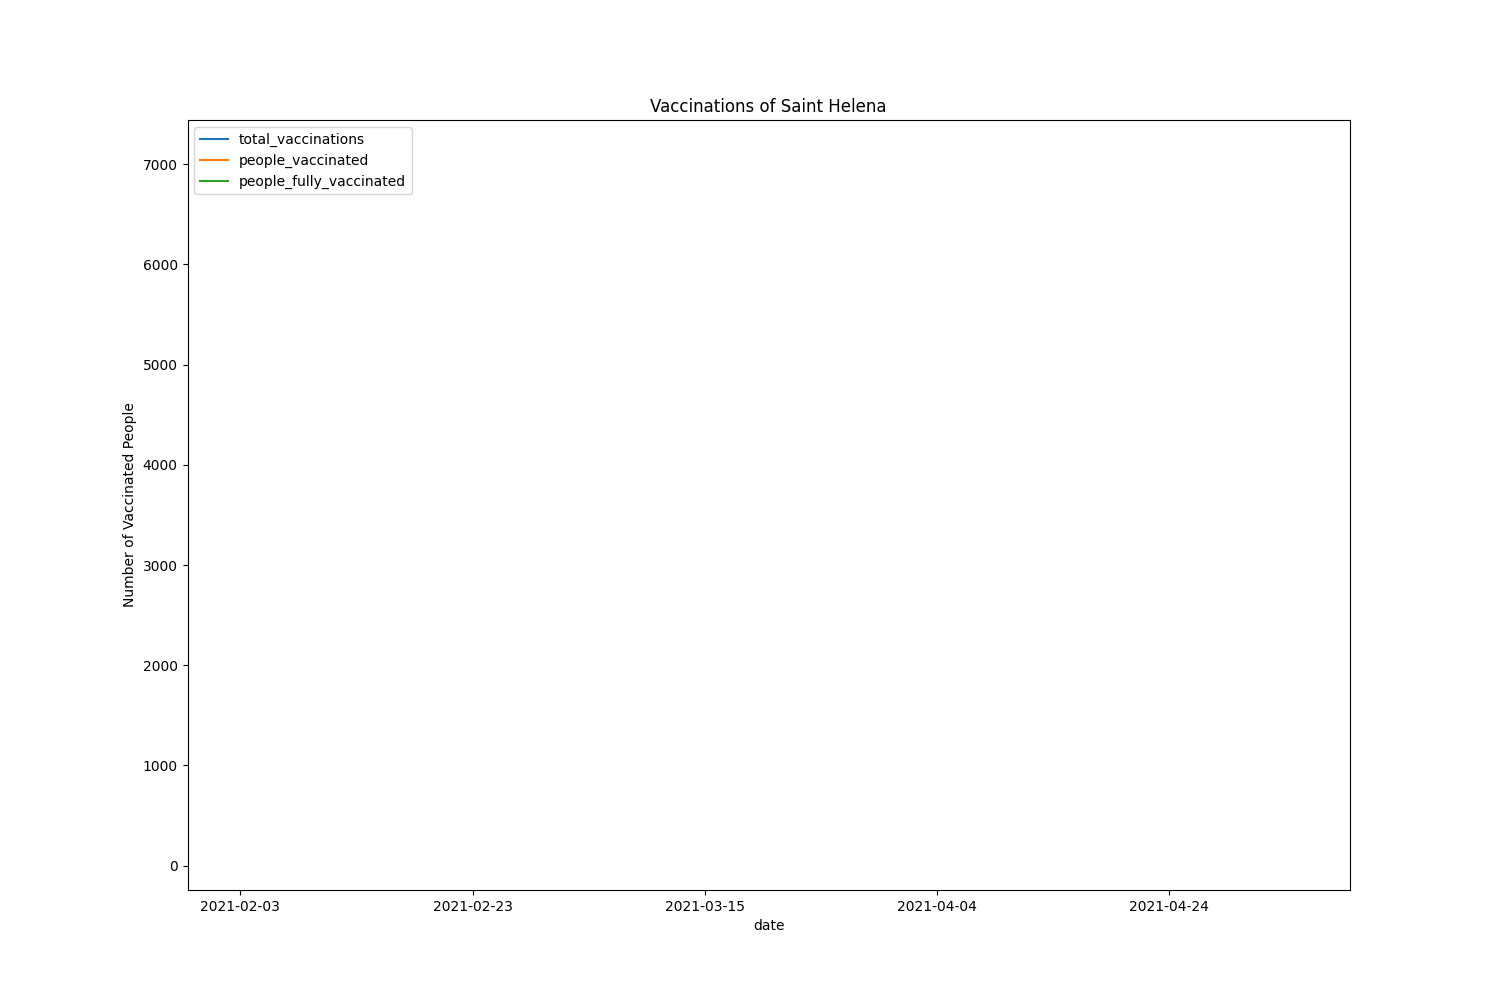 Vaccinations of Saint Helena
total_vaccinations
people_vaccinated
people_fully_vaccinated
7000
6000
5000
4000
3000
2000
1000
0
Number of Vaccinated People
2021-02-03 2021-02-23 2021-03-15 2021-04-04 2021-04-24
date